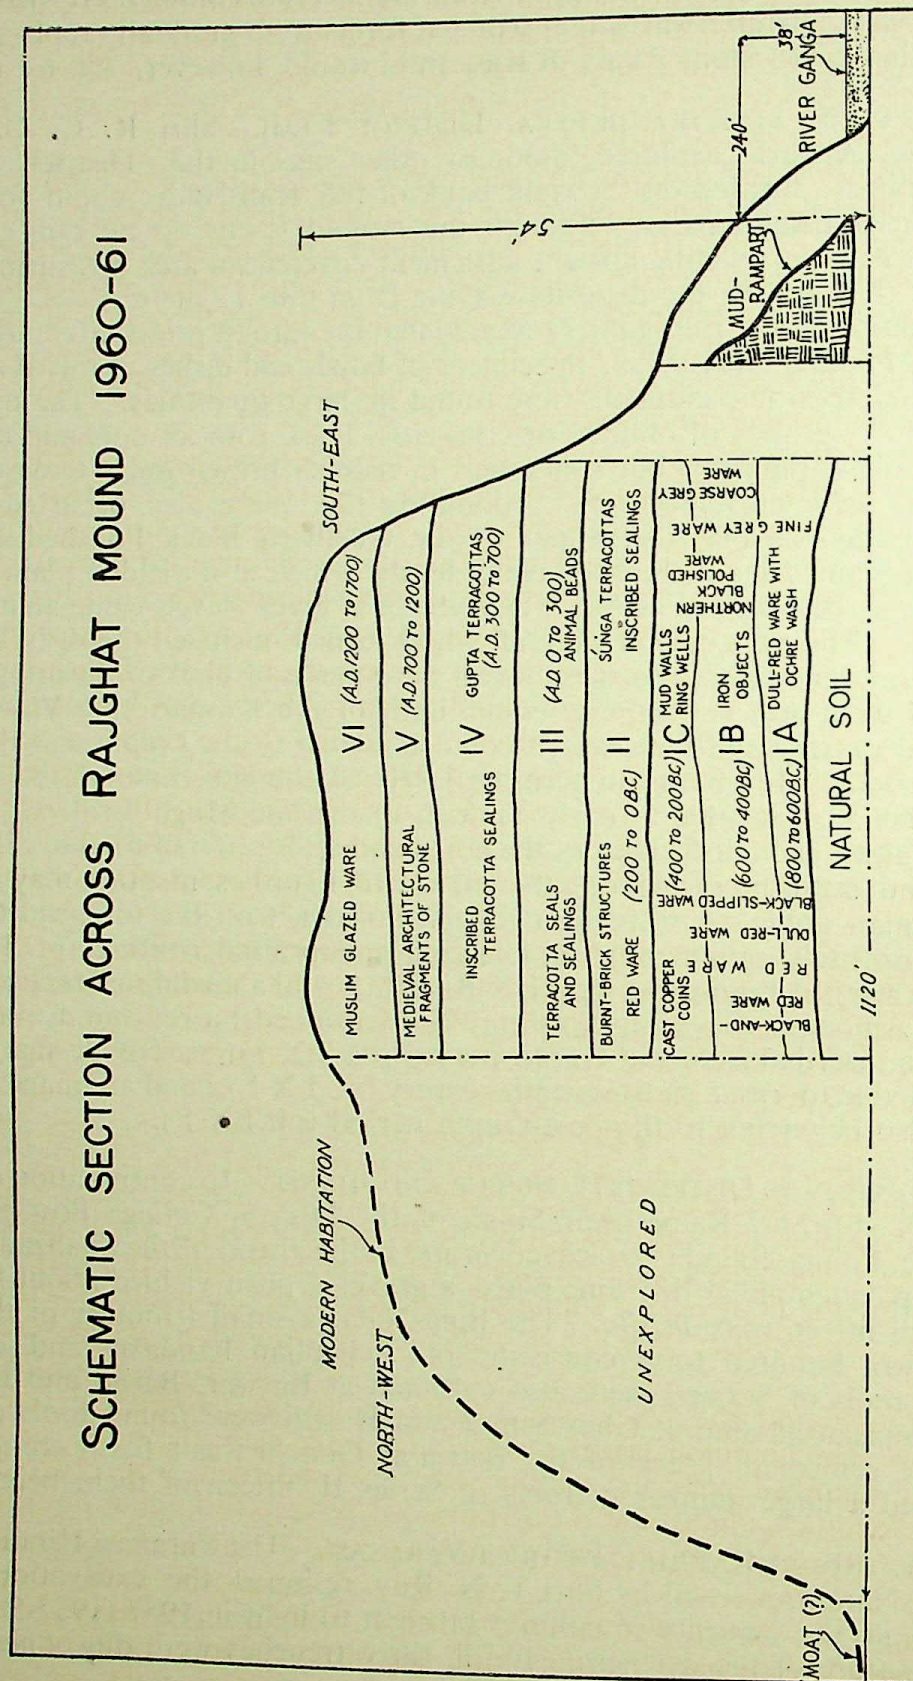 SCHEMATIC SECTION ACROSS RAJGHAT MOUND 1960-61
SOUTH-EAST
MODERN HABITATION
NORTH-WEST
54'
240'
38'
RIVER GANGA
MUD-
RAMPART
MUSLIM GLAZED WARE
VI (A.D. 1200 TO 1700)
MEDIEVAL ARCHITECTURAL
FRAGMENTS OF STONE
V (A.D. 700 TO 1200)
INSCRIBED
TERRACOTTA SEALINGS
IV
GUPTA TERRACOTTAS
(A.D. 300 TO 700)
TERRACOTTA SEALS
AND SEALINGS
III
(A.D. 0 TO 300)
ANIMAL BEADS
BURNT-BRICK STRUCTURES
RED WARE (200 TO 0 B.C)
II
SUNGA TERRACOTTAS
INSCRIBED SEALINGS
CAST COPPER
COINS
(400 TO 200 BC) IC
MUD WALLS
RING WELLS
(600 TO 400 BC) IB
IRON
OBJECTS
(800 TO 600 B.C) IA
DULL-RED WARE WITH
OCHRE WASH
BLACK-AND-
RED WARE
RED WARE
DULL-RED WARE
BLACK-SLIPPED WARE
NORTHERN
BLACK
POLISHED
WARE
FINE GREY WARE
COARSE GREY
WARE
NATURAL SOIL
UNEXPLORED
1120'
MOAT (?)